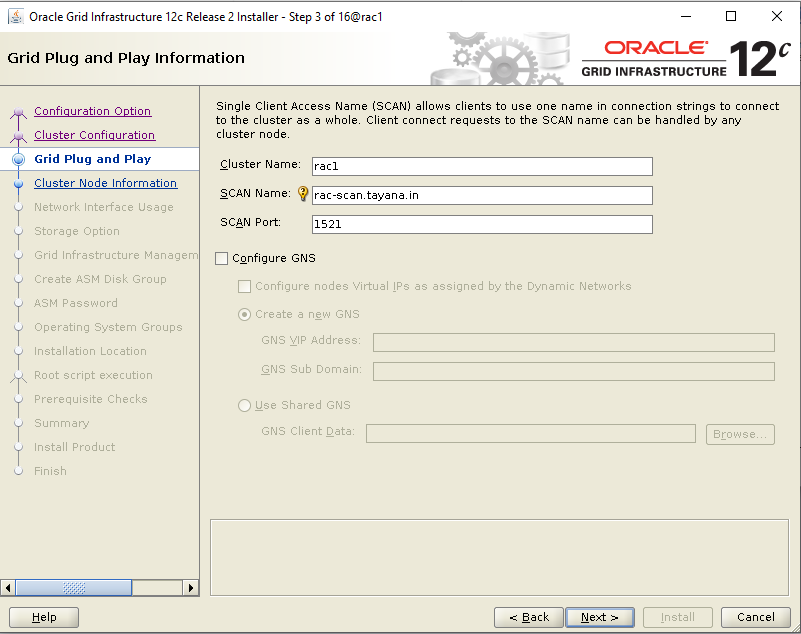 Oracle Grid Infrastructure 12c Release 2 Installer - Step 3 of 16@rac1
Grid Plug and Play Information
ORACLE®
GRID INFRASTRUCTURE
12c
Configuration Option
Cluster Configuration
Grid Plug and Play
Cluster Node Information
Network Interface Usage
Storage Option
Grid Infrastructure Managem
Create ASM Disk Group
ASM Password
Operating System Groups
Installation Location
Root script execution
Prerequisite Checks
Summary
Install Product
Finish
Single Client Access Name (SCAN) allows clients to use one name in connection strings to connect
to the cluster as a whole. Client connect requests to the SCAN name can be handled by any
cluster node.
Cluster Name: rac1
SCAN Name: rac-scan.tayana.in
SCAN Port: 1521
Configure GNS
Configure nodes Virtual IPs as assigned by the Dynamic Networks
Create a new GNS
GNS VIP Address:
GNS Sub Domain:
Use Shared GNS
GNS Client Data: Browse...
Help < Back Next > Install Cancel